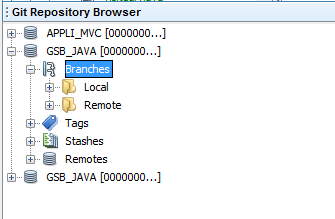 Git Repository Browser
APPLI_MVC [0000000...]
GSB_JAVA [0000000...]
Branches
Local
Remote
Tags
Stashes
Remotes
GSB_JAVA [0000000...]